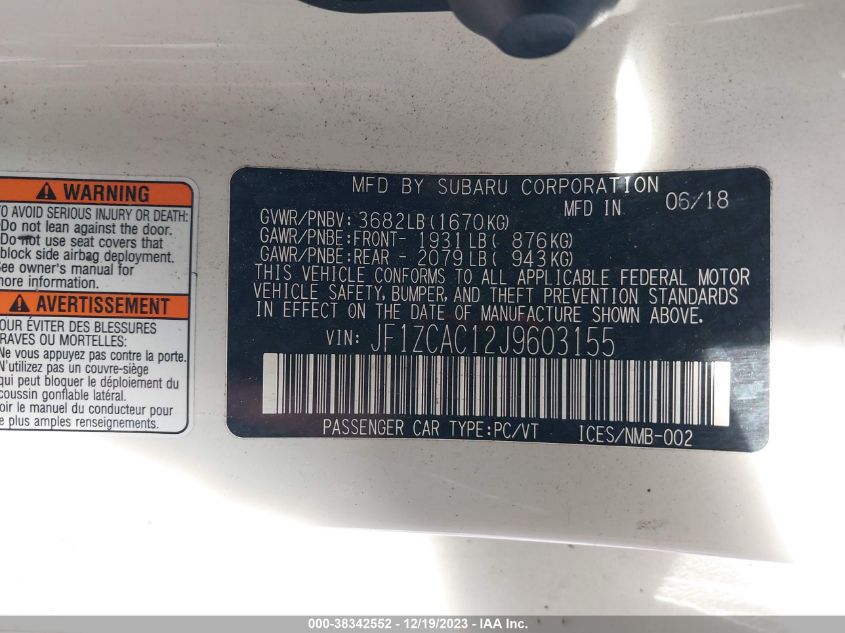 WARNING
TO AVOID SERIOUS INJURY OR DEATH:
Do not lean against the door.
Do not use seat covers that
block side airbag deployment.
See owner's manual for
more information.
AVERTISSEMENT
POUR ÉVITER DES BLESSURES
GRAVES OU MORTELLES:
Ne vous appuyez pas contre la porte.
N'utilisez pas un couvre-siège
qui peut bloquer le déploiement du
coussin gonflable latéral.
Voir le manuel du conducteur pour
de plus amples renseignements.
MFD BY SUBARU CORPORATION
MFD IN 06/18
GVWR/PNBV: 3682LB(1670KG)
GAWR/PNBE:FRONT- 1931LB( 876KG)
GAWR/PNBE:REAR - 2079LB( 943KG)
THIS VEHICLE CONFORMS TO ALL APPLICABLE FEDERAL MOTOR
VEHICLE SAFETY, BUMPER, AND THEFT PREVENTION STANDARDS
IN EFFECT ON THE DATE OF MANUFACTURE SHOWN ABOVE.
VIN: JF1ZCAC12J9603155
PASSENGER CAR TYPE:PC/VT ICES/NMB-002
000-38342552 - 12/19/2023 - IAA Inc.